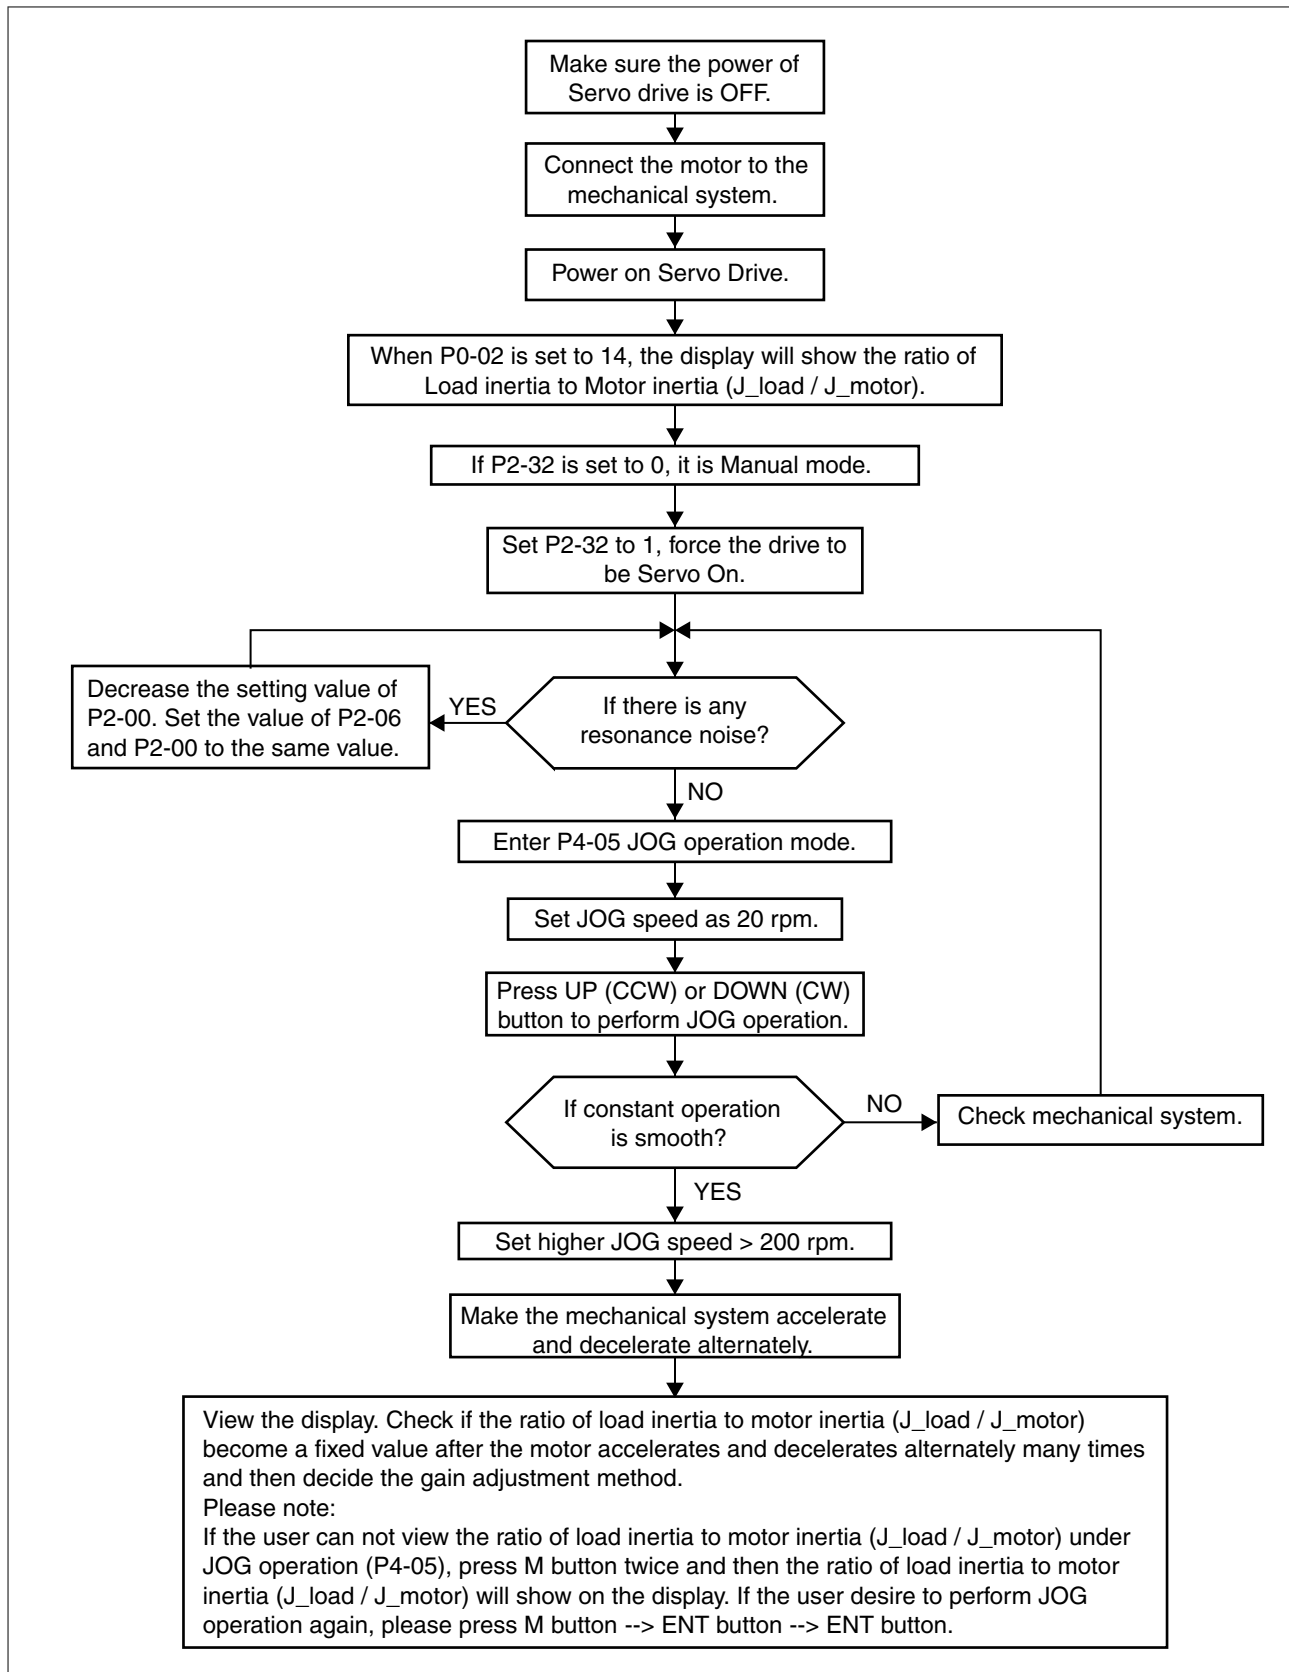 Make sure the power of
Servo drive is OFF.
Connect the motor to the
mechanical system.
Power on Servo Drive.
When P0-02 is set to 14, the display will show the ratio of
Load inertia to Motor inertia (J_load / J_motor).
If P2-32 is set to 0, it is Manual mode.
Set P2-32 to 1, force the drive to
be Servo On.
Decrease the setting value of
P2-00. Set the value of P2-06
and P2-00 to the same value.
YES
If there is any
resonance noise?
NO
Enter P4-05 JOG operation mode.
Set JOG speed as 20 rpm.
Press UP (CCW) or DOWN (CW)
button to perform JOG operation.
If constant operation
is smooth?
NO
Check mechanical system.
YES
Set higher JOG speed > 200 rpm.
Make the mechanical system accelerate
and decelerate alternately.
View the display. Check if the ratio of load inertia to motor inertia (J_load / J_motor)
become a fixed value after the motor accelerates and decelerates alternately many times
and then decide the gain adjustment method.
Please note:
If the user can not view the ratio of load inertia to motor inertia (J_load / J_motor) under
JOG operation (P4-05), press M button twice and then the ratio of load inertia to motor
inertia (J_load / J_motor) will show on the display. If the user desire to perform JOG
operation again, please press M button --> ENT button --> ENT button.